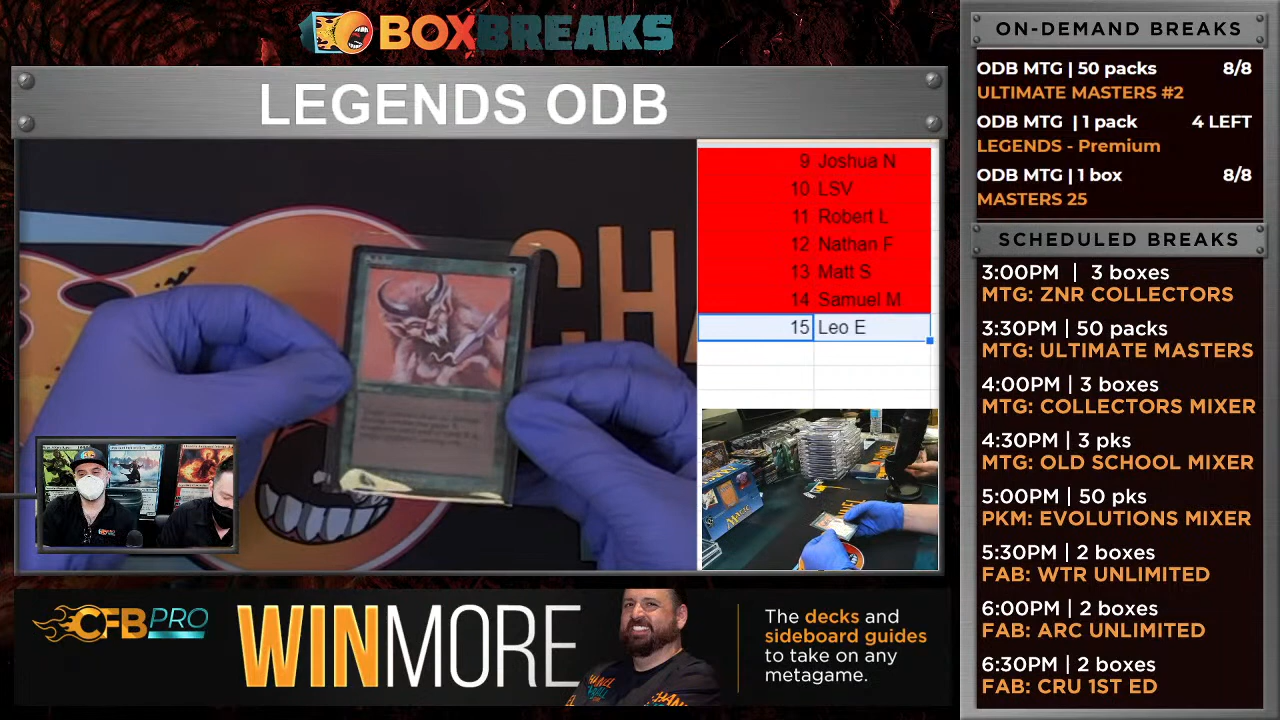 BOXBREAKS
LEGENDS ODB
9 Joshua N
10 LSV
11 Robert L
12 Nathan F
13 Matt S
14 Samuel M
15 Leo E
CH
MAGIC
CFBPRO
WINMORE
The decks and
sideboard guides
to take on any
metagame.
ON-DEMAND BREAKS
ODB MTG | 50 packs 8/8
ULTIMATE MASTERS #2
ODB MTG | 1 pack 4 LEFT
LEGENDS - Premium
ODB MTG | 1 box 8/8
MASTERS 25
SCHEDULED BREAKS
3:00PM | 3 boxes
MTG: ZNR COLLECTORS
3:30PM | 50 packs
MTG: ULTIMATE MASTERS
4:00PM | 3 boxes
MTG: COLLECTORS MIXER
4:30PM | 3 pks
MTG: OLD SCHOOL MIXER
5:00PM | 50 pks
PKM: EVOLUTIONS MIXER
5:30PM | 2 boxes
FAB: WTR UNLIMITED
6:00PM | 2 boxes
FAB: ARC UNLIMITED
6:30PM | 2 boxes
FAB: CRU 1ST ED